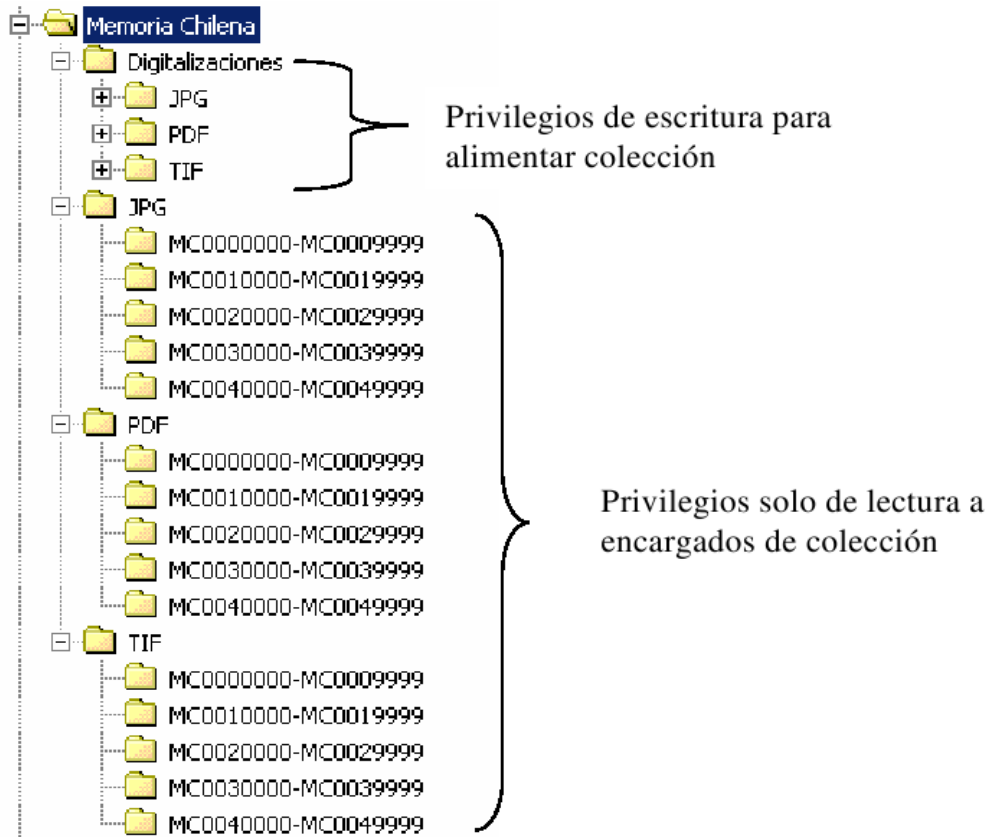 Memoria Chilena
Digitalizaciones
JPG
PDF
TIF
Privilegios de escritura para
alimentar colección
JPG
MC0000000-MC0009999
MC0010000-MC0019999
MC0020000-MC0029999
MC0030000-MC0039999
MC0040000-MC0049999
PDF
MC0000000-MC0009999
MC0010000-MC0019999
MC0020000-MC0029999
MC0030000-MC0039999
MC0040000-MC0049999
Privilegios solo de lectura a
encargados de colección
TIF
MC0000000-MC0009999
MC0010000-MC0019999
MC0020000-MC0029999
MC0030000-MC0039999
MC0040000-MC0049999